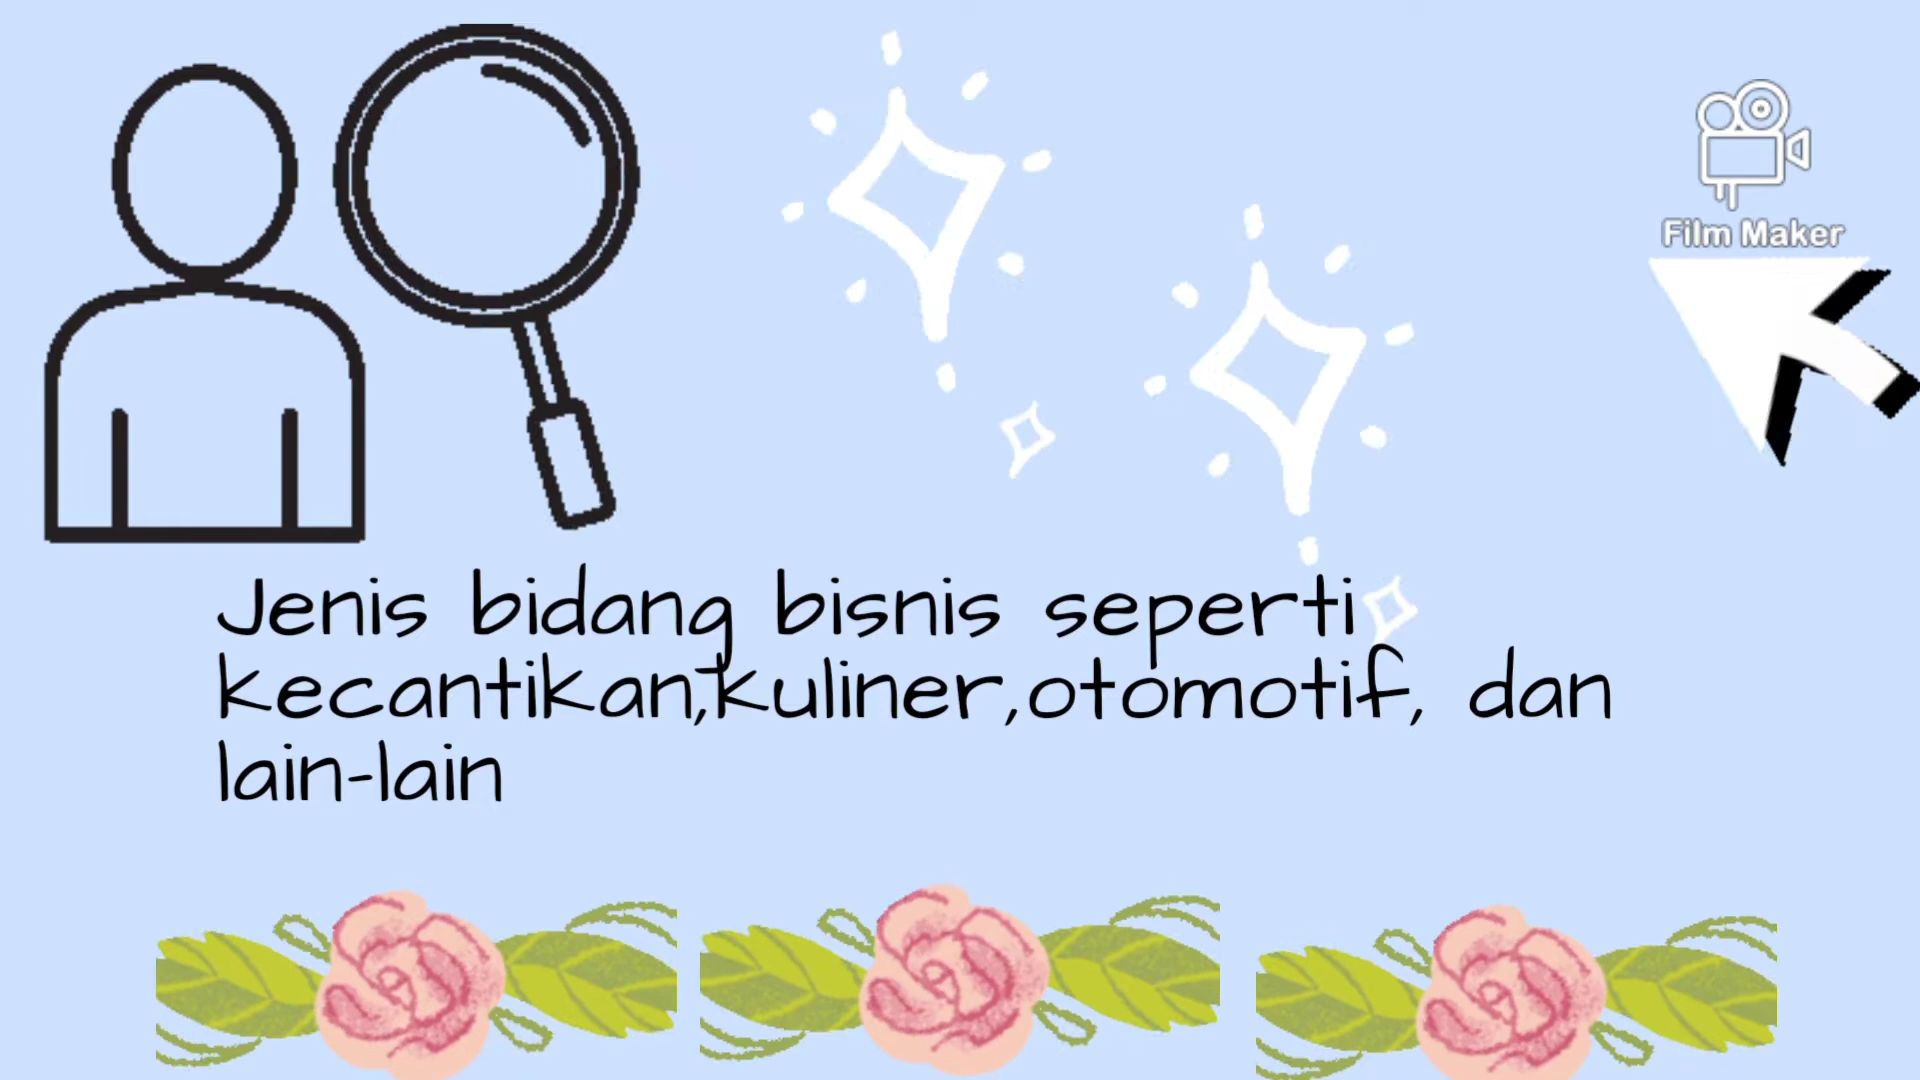 Film Maker
Jenis bidang bisnis seperti
kecantikan,kuliner,otomotif, dan
lain-lain